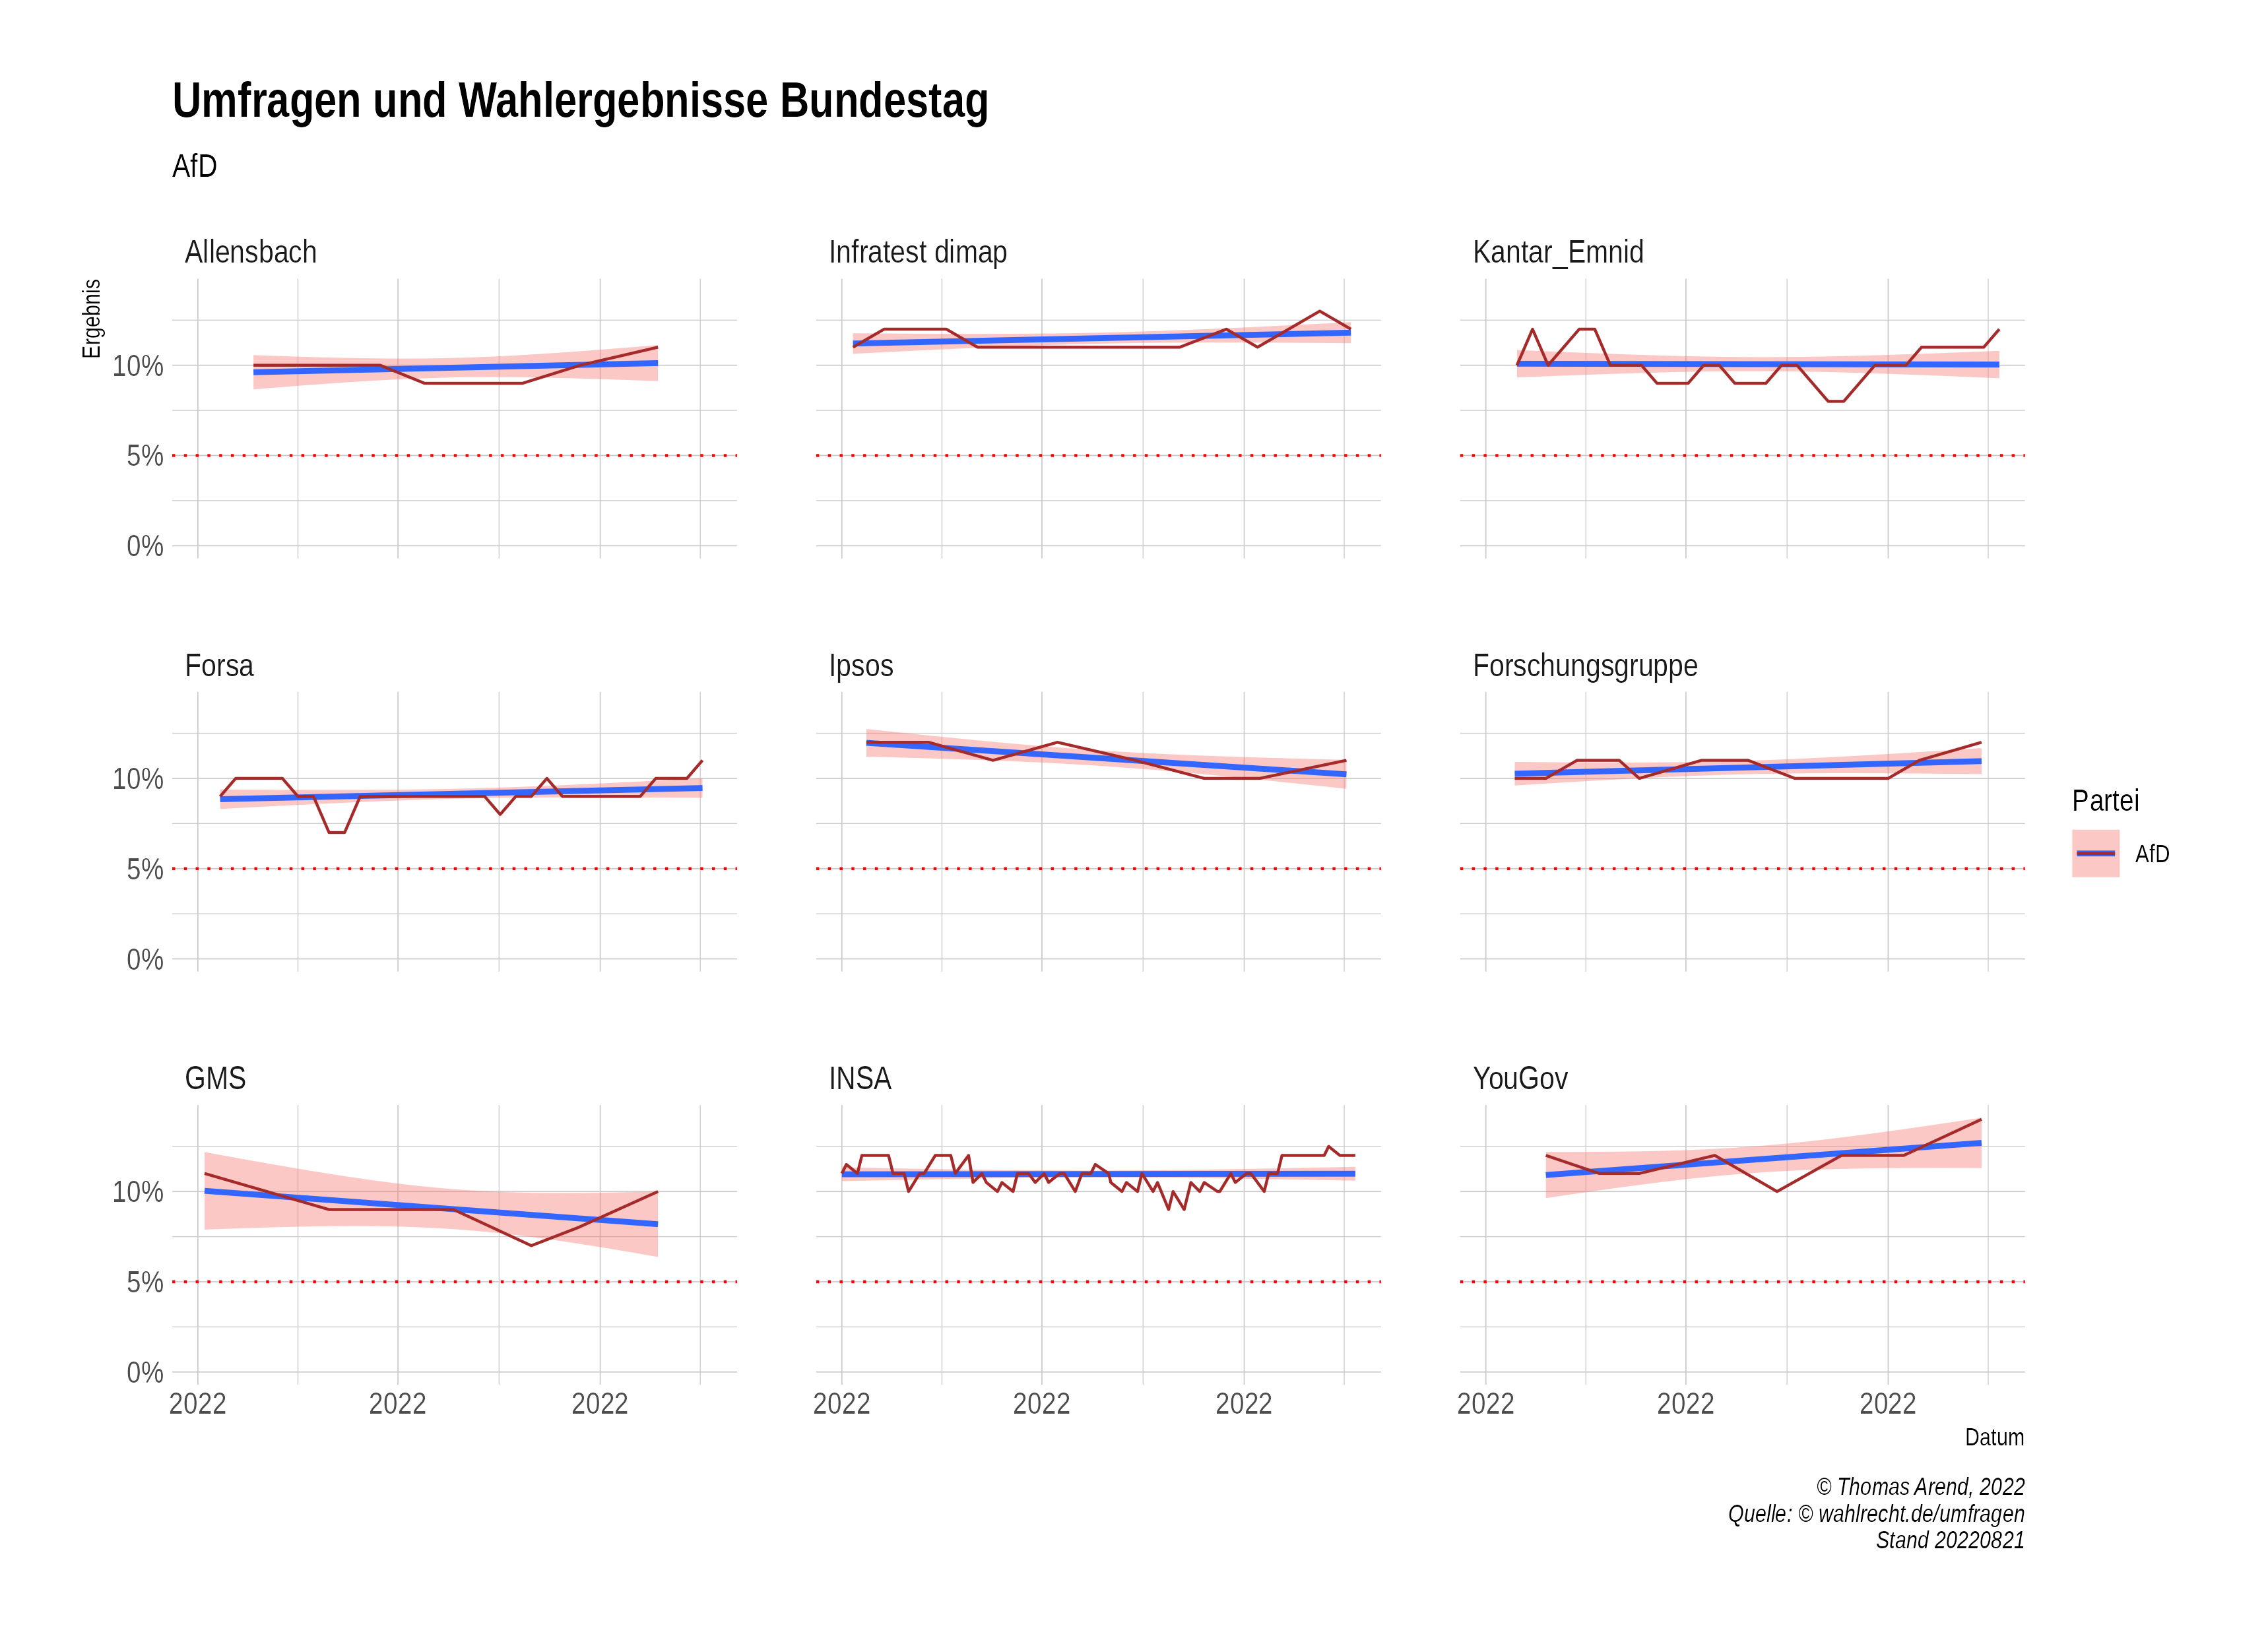 Umfragen und Wahlergebnisse Bundestag
AfD
Allensbach
Infratest dimap
Kantar_Emnid
Ergebnis
10%
5%
0%
Forsa
Ipsos
Forschungsgruppe
10%
5%
0%
Partei
AfD
GMS
INSA
YouGov
10%
5%
0%
2022 2022 2022
2022 2022 2022
2022 2022 2022
Datum
© Thomas Arend, 2022
Quelle: © wahlrecht.de/umfragen
Stand 20220821